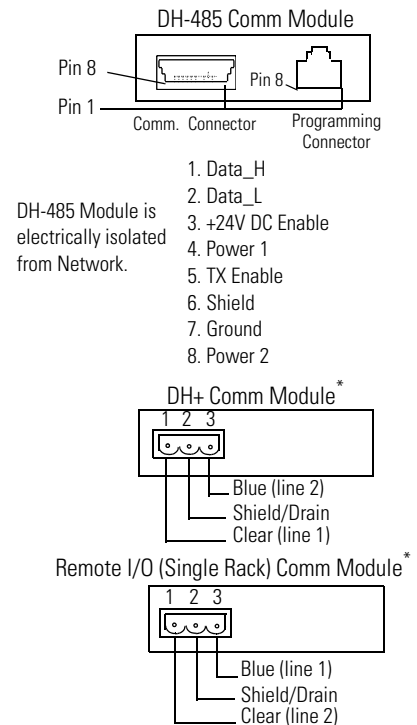 DH-485 Comm Module
Pin 8
Pin 8
Pin 1
Comm. Connector
Programming
Connector
DH-485 Module is
electrically isolated
from Network.
1. Data_H
2. Data_L
3. +24V DC Enable
4. Power 1
5. TX Enable
6. Shield
7. Ground
8. Power 2
DH+ Comm Module*
1 2 3
Blue (line 2)
Shield/Drain
Clear (line 1)
Remote I/O (Single Rack) Comm Module*
1 2 3
Blue (line 1)
Shield/Drain
Clear (line 2)